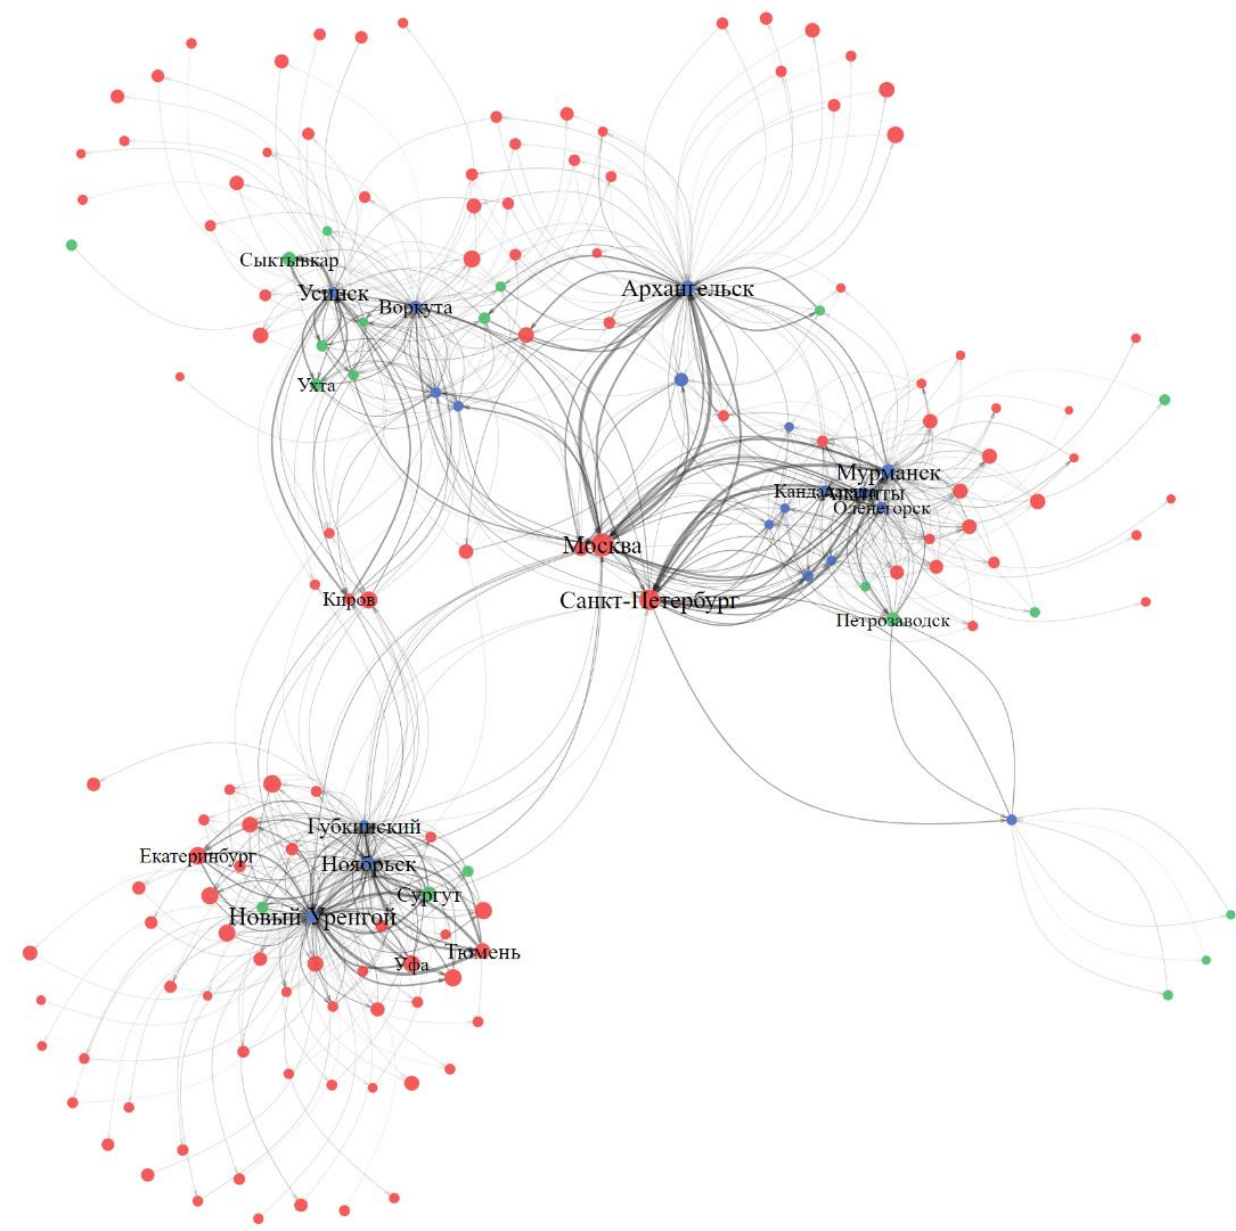 Сыктывкар
Усинск
Воркута
Архангельск
Ухта
Мурманск
Кандалакша
Апатиты
Оленегорск
Москва
Киров
Санкт-Петербург
Петрозаводск
Губкинский
Екатеринбург
Ноябрьск
Сургут
Новый Уренгой
Тюмень
Уфа